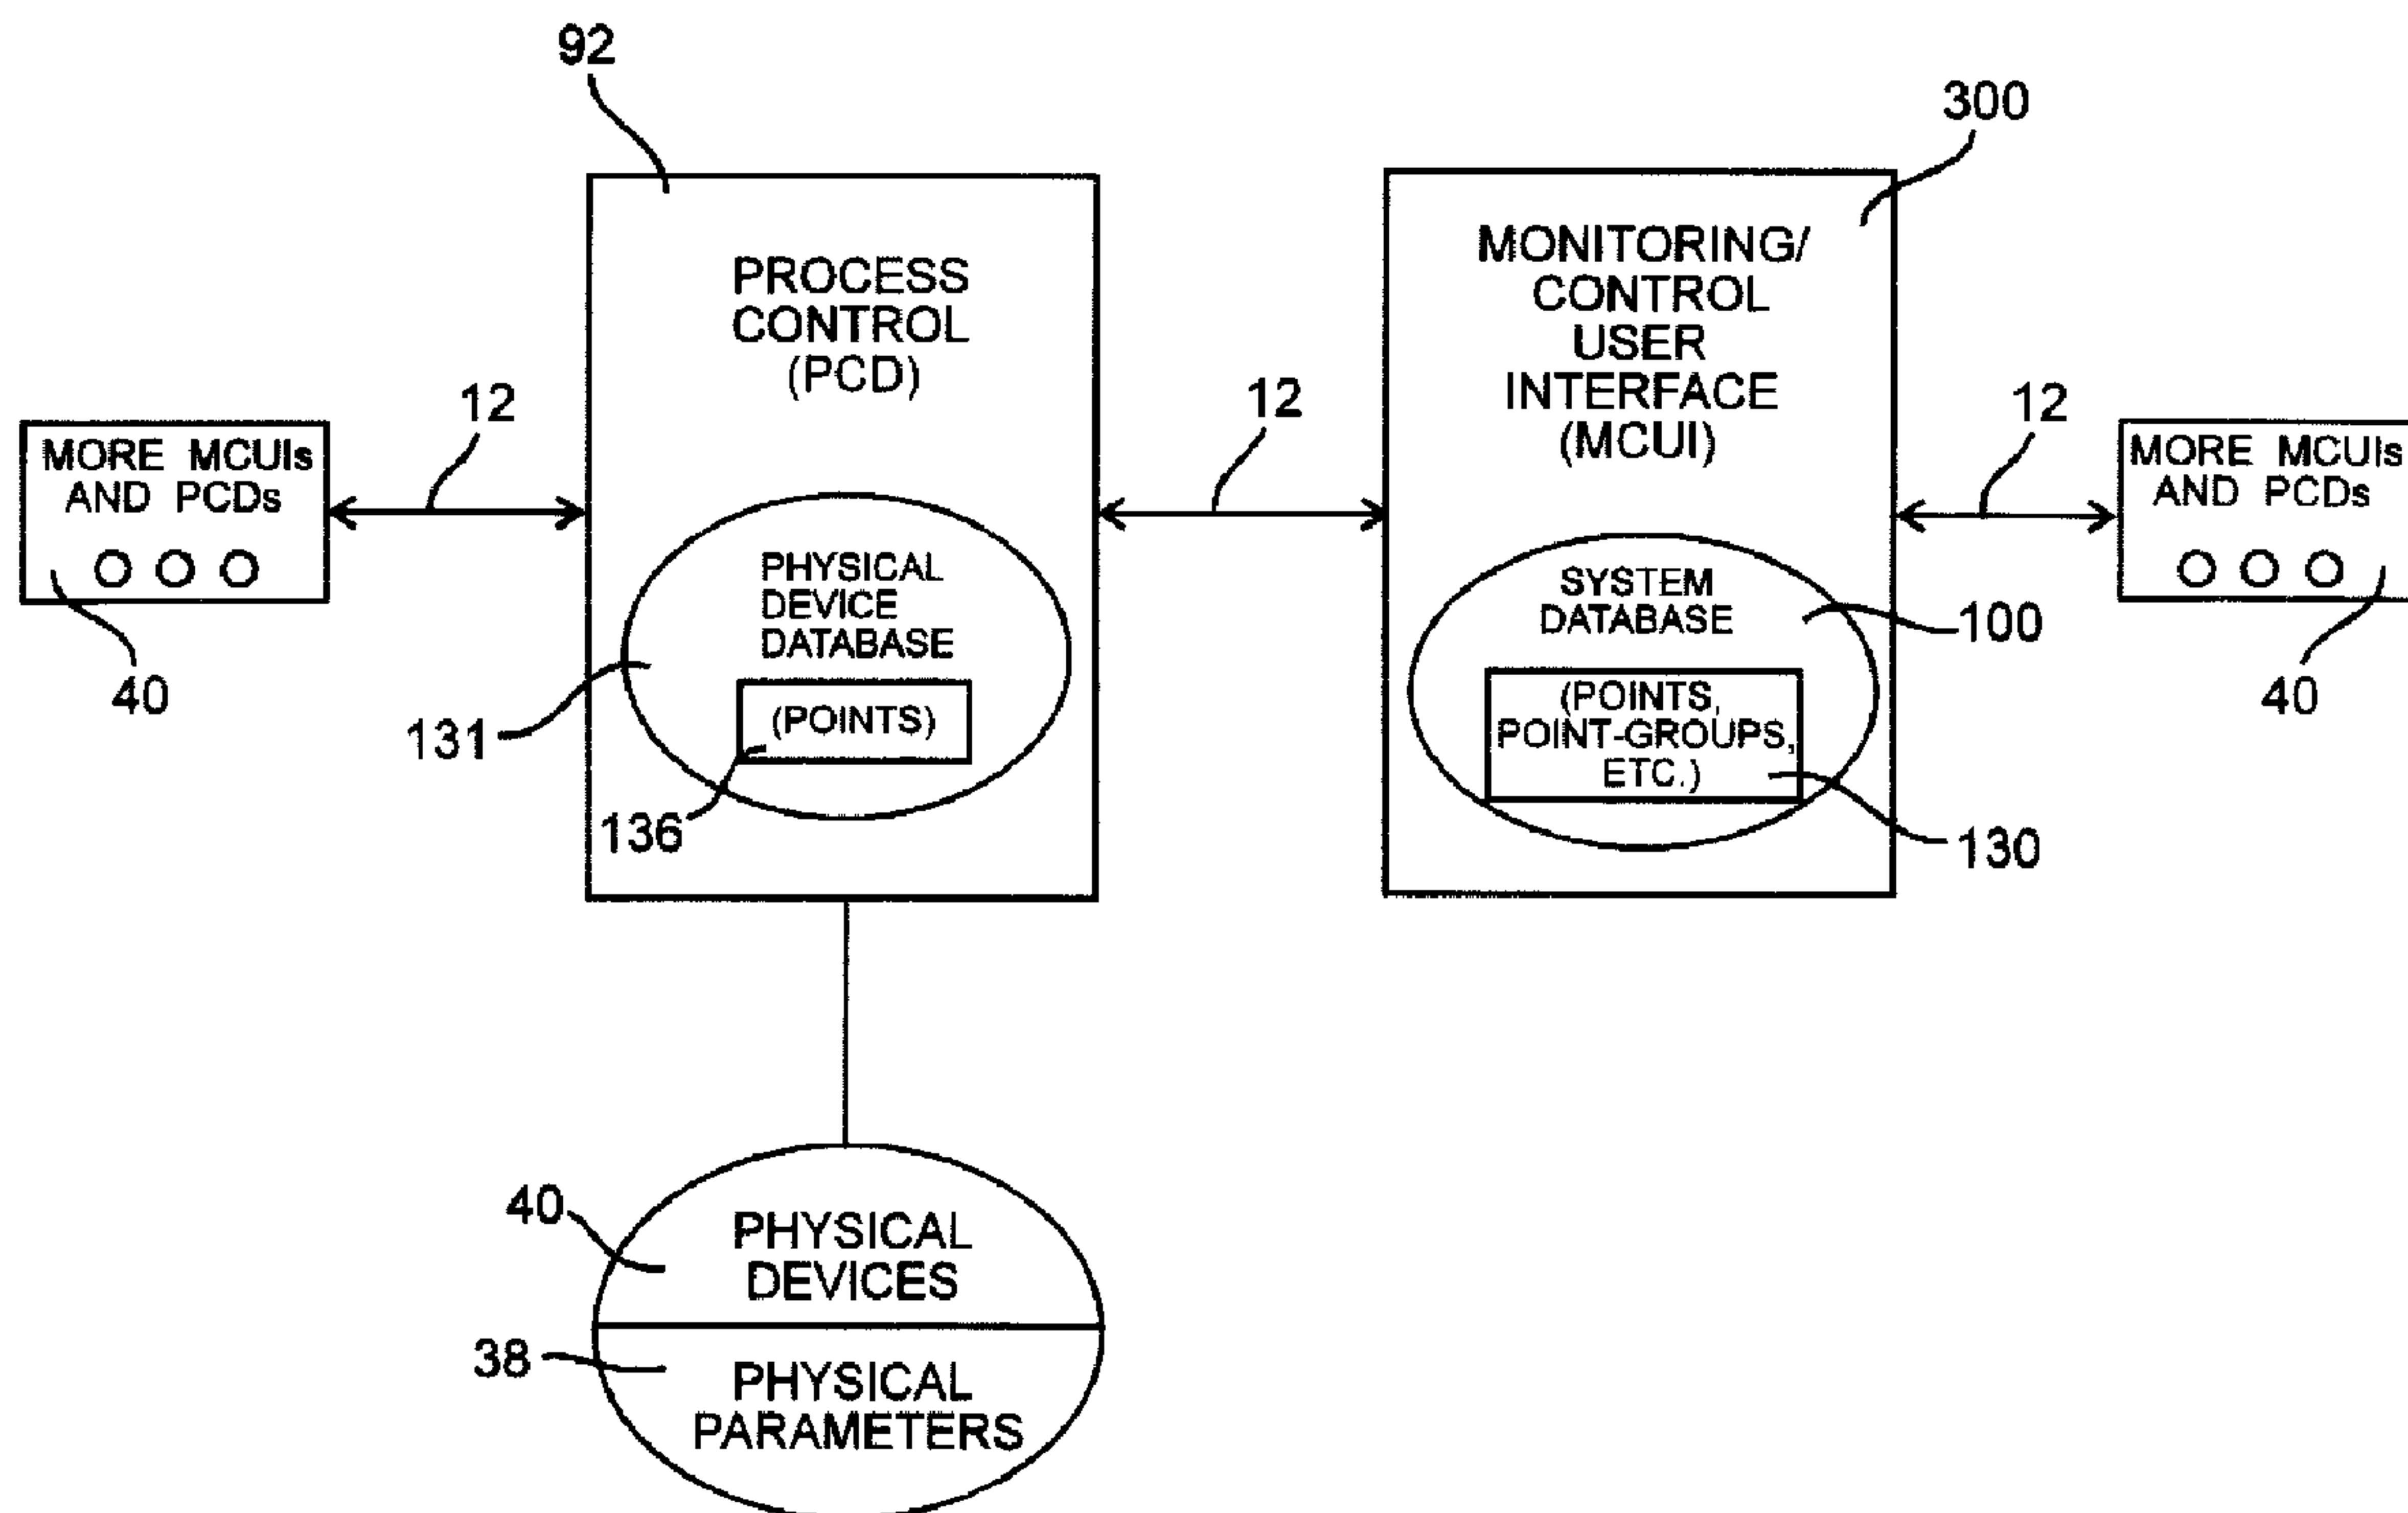 92
300
PROCESS
CONTROL
(PCD)
MONITORING/
CONTROL
USER
INTERFACE
(MCUI)
12
12
12
MORE MCUIs
AND PCDs
40
MORE MCUIs
AND PCDs
40
PHYSICAL
DEVICE
DATABASE
(POINTS)
131
136
SYSTEM
DATABASE
(POINTS,
POINT-GROUPS,
ETC.)
100
130
40
PHYSICAL
DEVICES
38
PHYSICAL
PARAMETERS